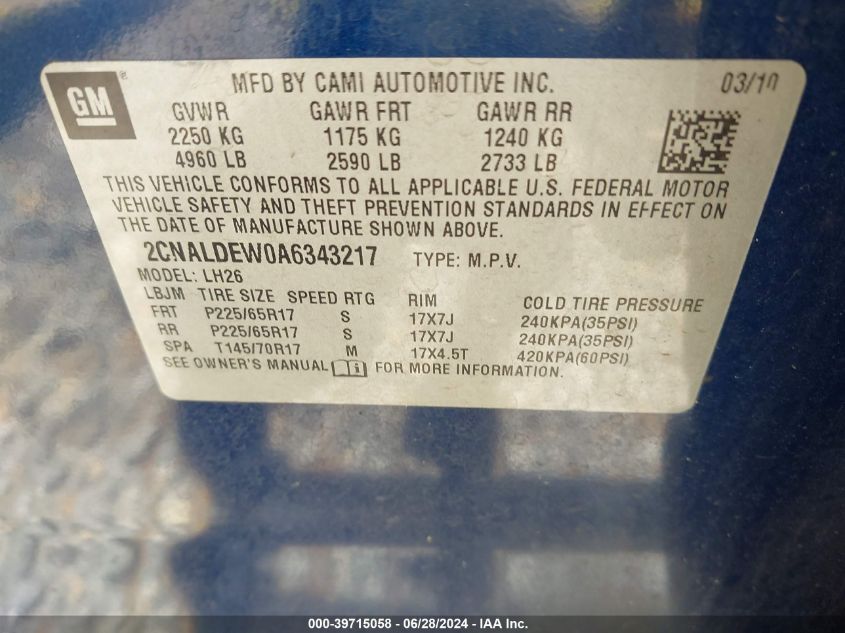 GM ® MFD BY CAMI AUTOMOTIVE INC. 03/10
GVWR GAWR FRT GAWR RR
2250 KG 1175 KG 1240 KG
4960 LB 2590 LB 2733 LB
THIS VEHICLE CONFORMS TO ALL APPLICABLE U.S. FEDERAL MOTOR
VEHICLE SAFETY AND THEFT PREVENTION STANDARDS IN EFFECT ON
THE DATE OF MANUFACTURE SHOWN ABOVE.
2CNALDEW0A6343217 TYPE: M.P.V.
MODEL: LH26
LBJM TIRE SIZE SPEED RTG RIM COLD TIRE PRESSURE
FRT P225/65R17 S 17X7J 240KPA(35PSI)
RR P225/65R17 S 17X7J 240KPA(35PSI)
SPA T145/70R17 M 17X4.5T 420KPA(60PSI)
SEE OWNER'S MANUAL FOR MORE INFORMATION.
000-39715058 / 06/28/2024 - IAA Inc.